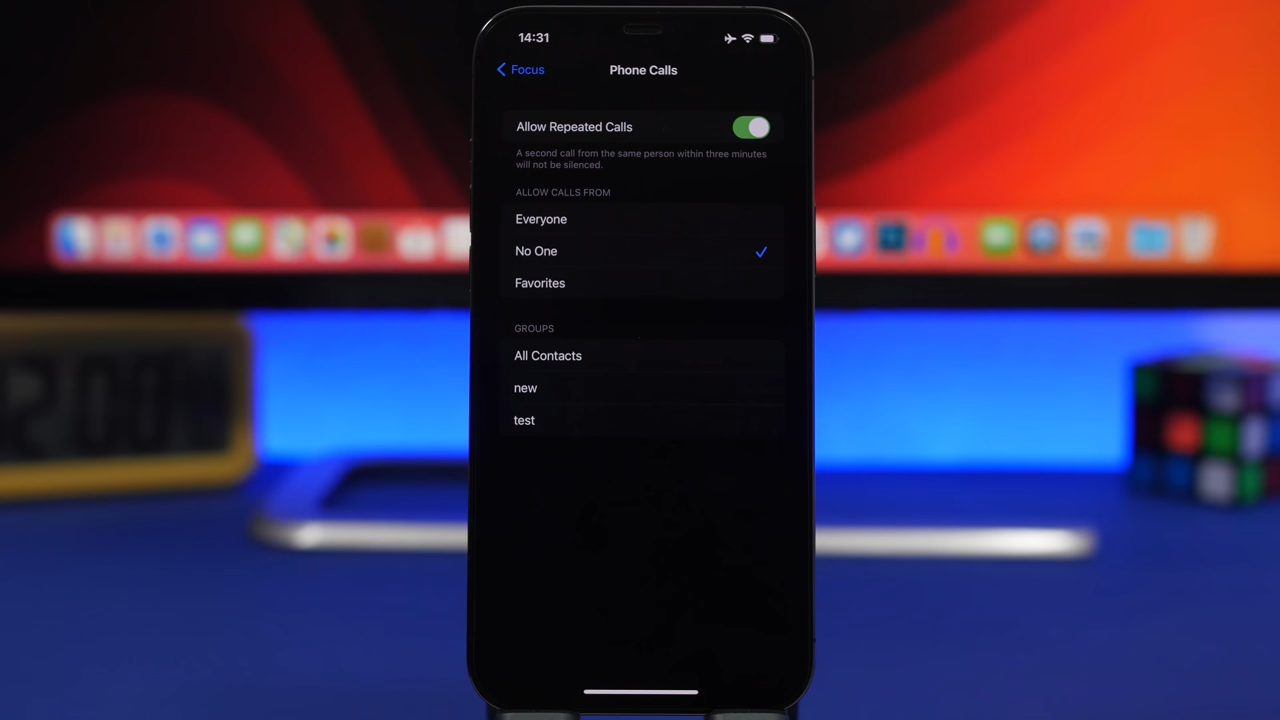 14:31
Focus
Phone Calls
Allow Repeated Calls
A second call from the same person within three minutes
will not be silenced.
ALLOW CALLS FROM
Everyone
No One
Favorites
GROUPS
All Contacts
new
test